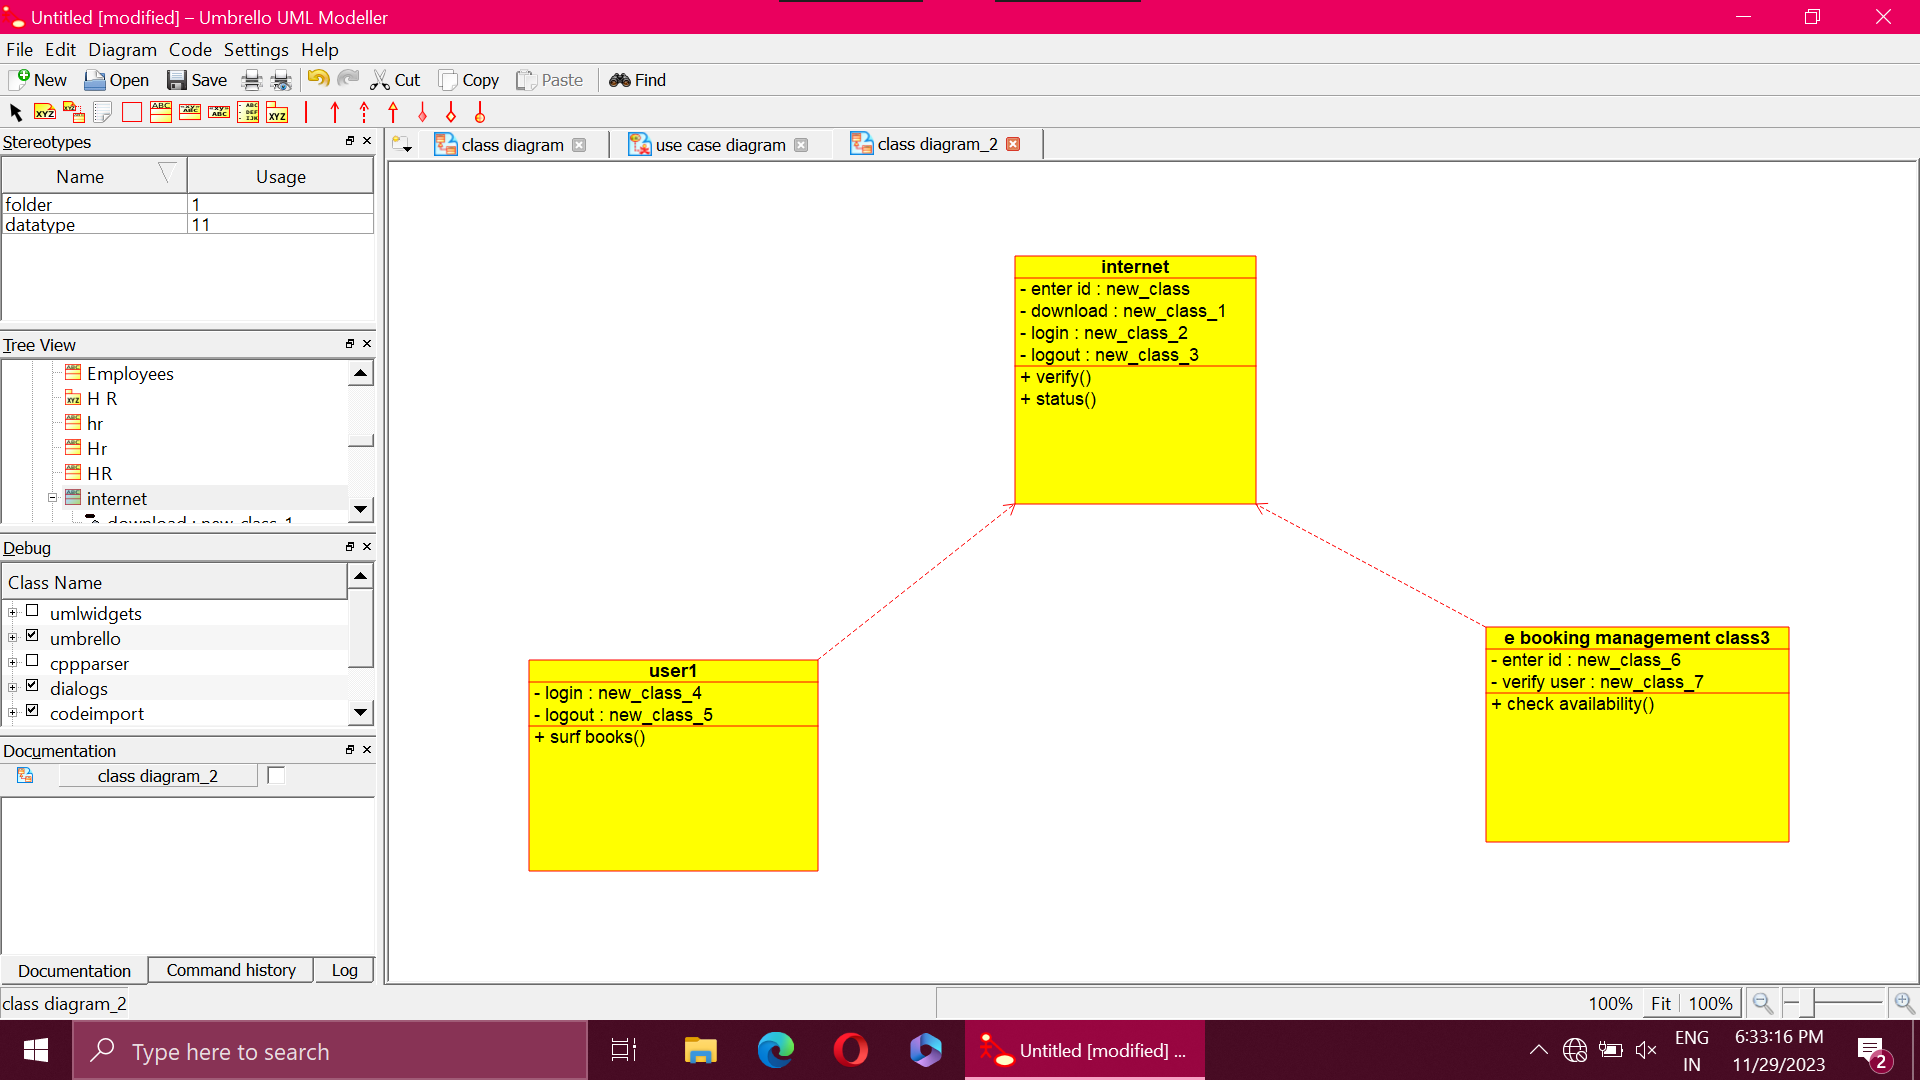 Untitled [modified] – Umbrello UML Modeller
File Edit Diagram Code Settings Help
New Open Save Cut Copy Paste Find
Stereotypes
Name Usage
folder 1
datatype 11
Tree View
Employees
H R
hr
Hr
HR
internet
download : new_class_1
Debug
Class Name
umlwidgets
umbrello
cppparser
dialogs
codeimport
Documentation
class diagram_2
Documentation Command history Log
class diagram use case diagram class diagram_2
internet
- enter id : new_class
- download : new_class_1
- login : new_class_2
- logout : new_class_3
+ verify()
+ status()
user1
- login : new_class_4
- logout : new_class_5
+ surf books()
e booking management class3
- enter id : new_class_6
- verify user : new_class_7
+ check availability()
class diagram_2
100% Fit 100%
Type here to search
Untitled [modified] ...
ENG
IN
6:33:16 PM
11/29/2023
2